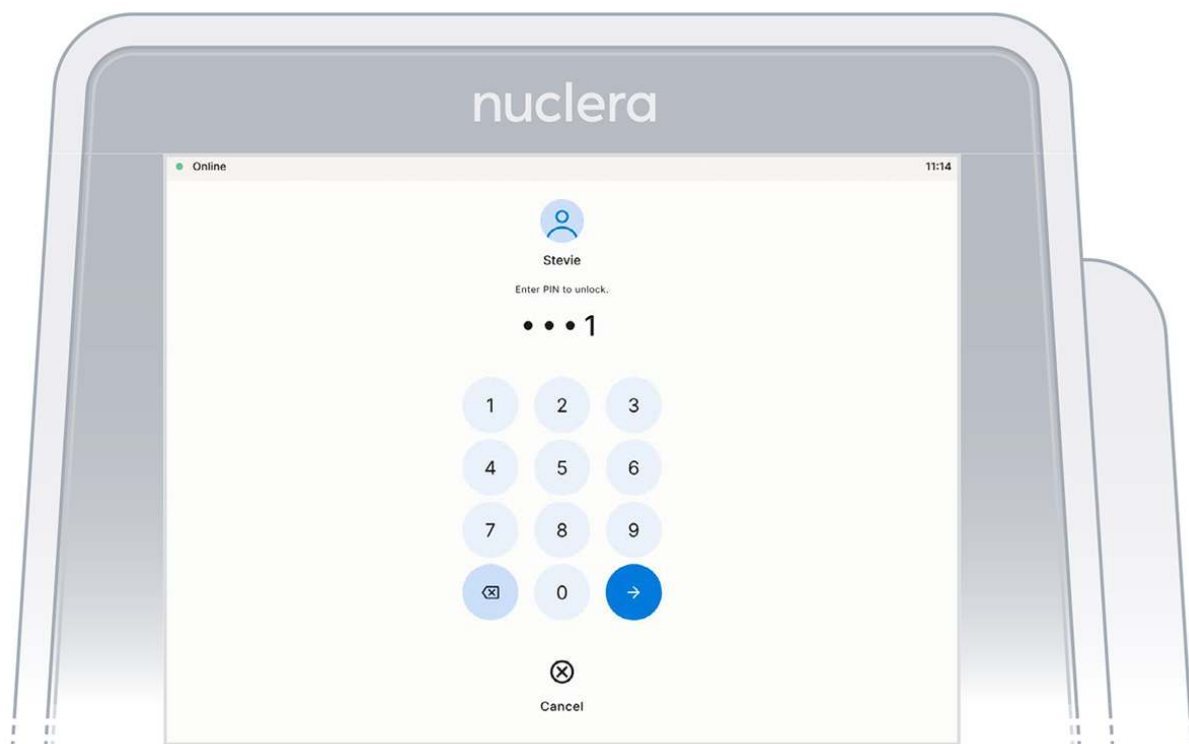 nuclera
Online 11:14
Stevie
Enter PIN to unlock.
•••1
1 2 3
4 5 6
7 8 9
0
Cancel